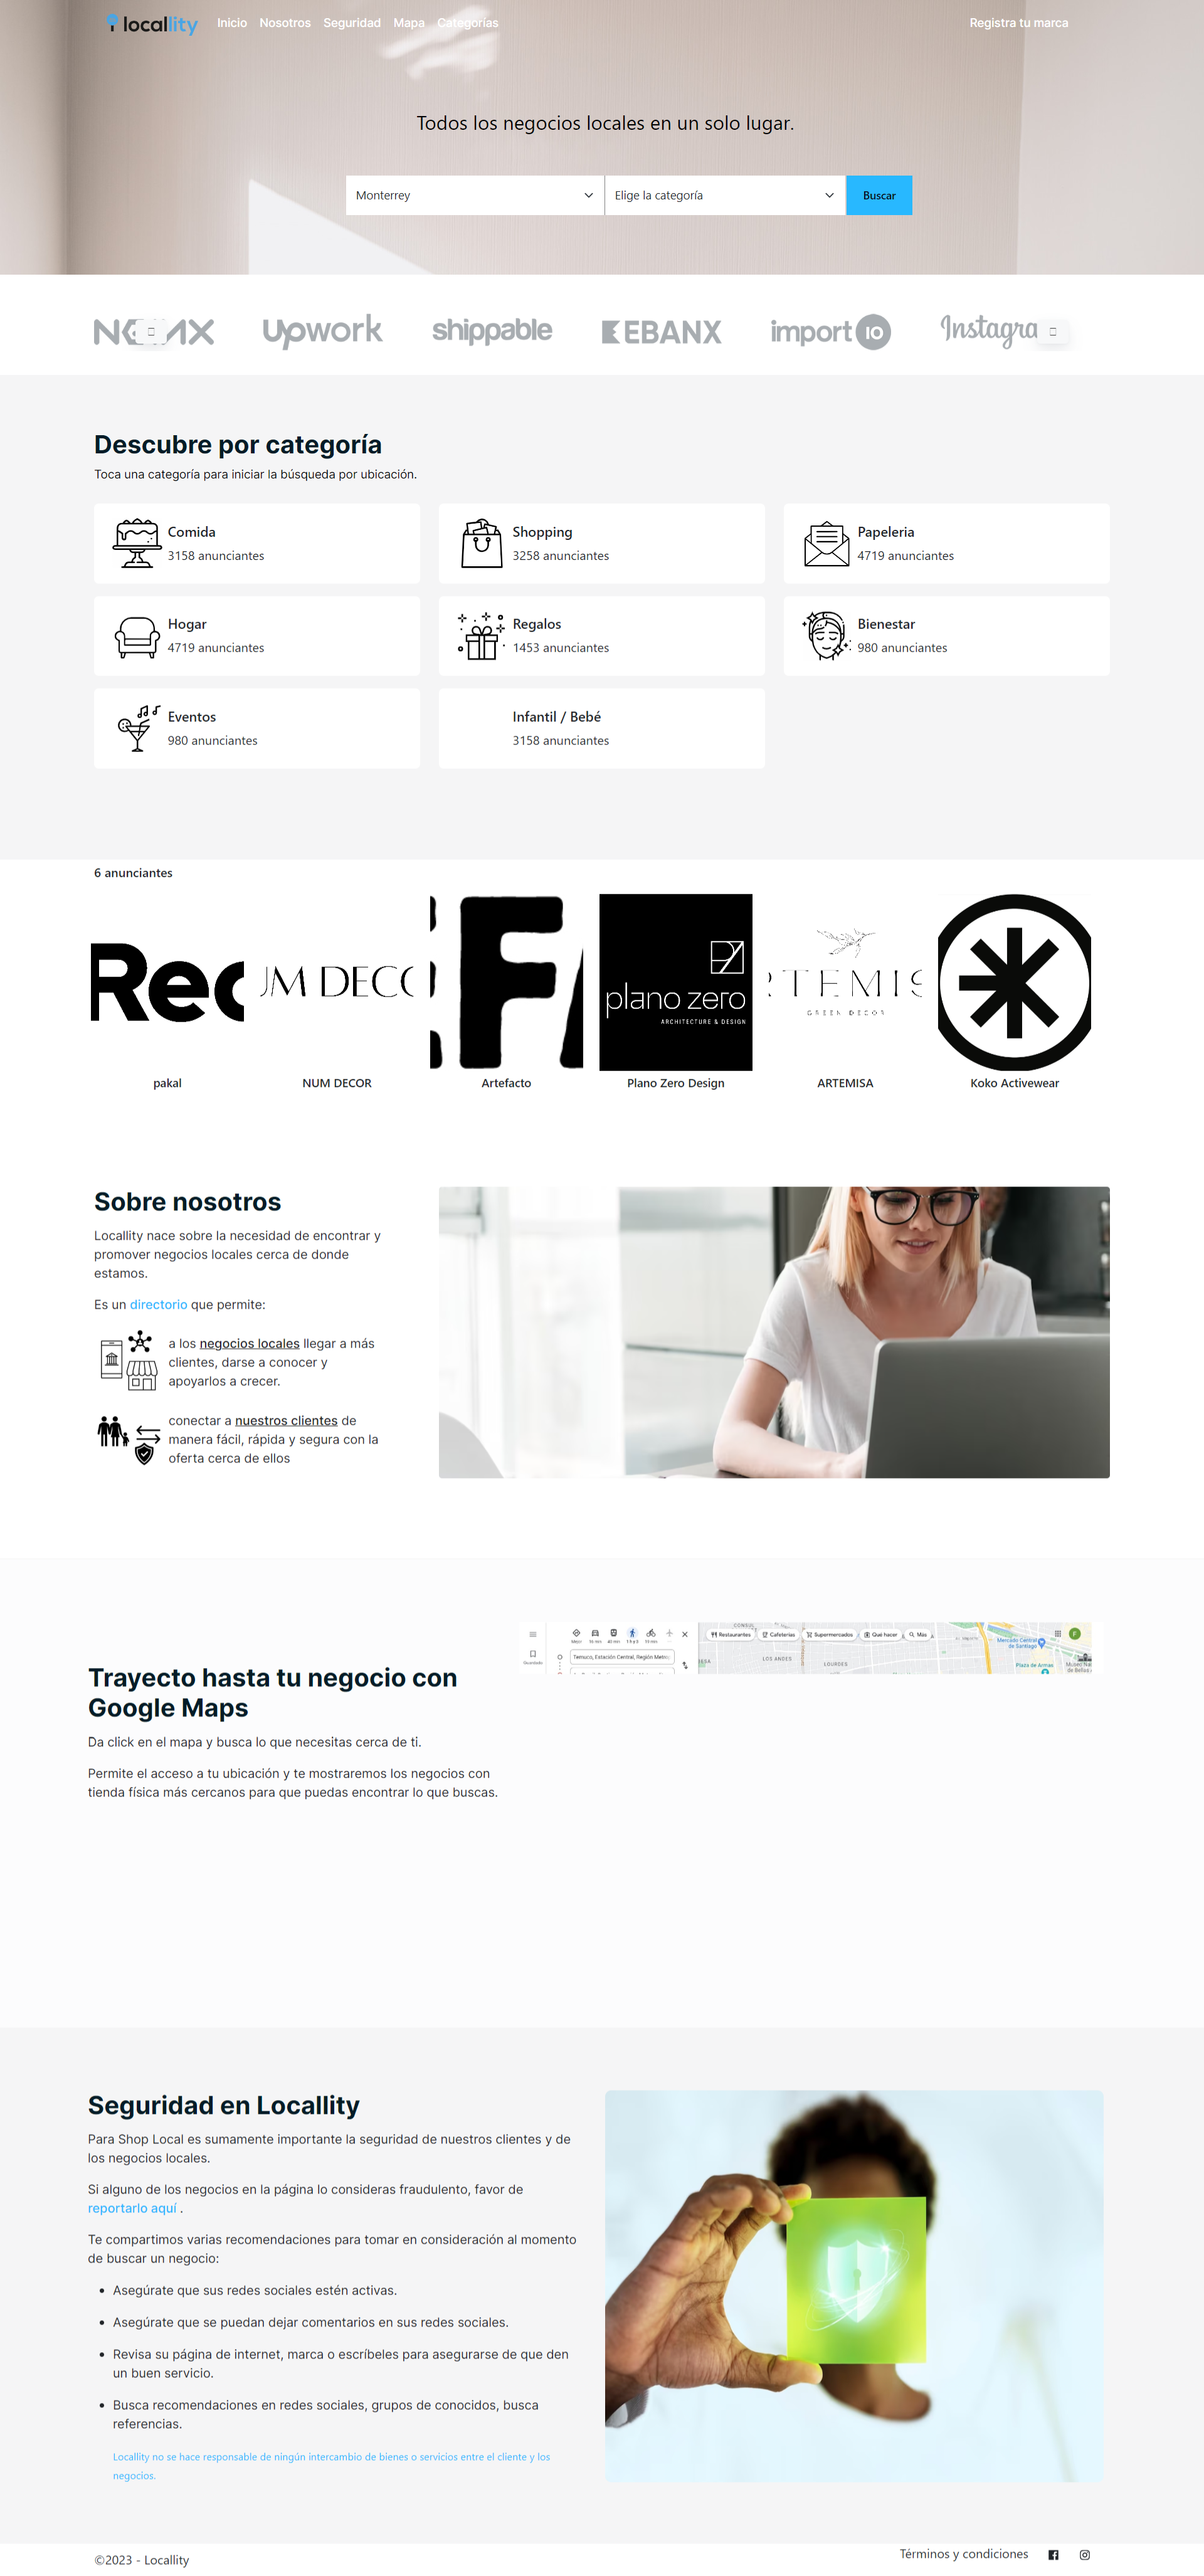 locallity
Inicio Nosotros Seguridad Mapa Categorías
Registra tu marca
Todos los negocios locales en un solo lugar.
Monterrey
Elige la categoría
Buscar
Upwork
shippable
EBANX
import IO
Descubre por categoría
Toca una categoría para iniciar la búsqueda por ubicación.
Comida
3158 anunciantes
Shopping
3258 anunciantes
Papeleria
4719 anunciantes
Hogar
4719 anunciantes
Regalos
1453 anunciantes
Bienestar
980 anunciantes
Eventos
980 anunciantes
Infantil / Bebé
3158 anunciantes
6 anunciantes
plano zero
ARCHITECTURE & DESIGN
GREEN DECOR
pakal
NUM DECOR
Artefacto
Plano Zero Design
ARTEMISA
Koko Activewear
Sobre nosotros
Locallity nace sobre la necesidad de encontrar y
promover negocios locales cerca de donde
estamos.
Es un directorio que permite:
a los negocios locales llegar a más
clientes, darse a conocer y
apoyarlos a crecer.
conectar a nuestros clientes de
manera fácil, rápida y segura con la
oferta cerca de ellos
Restaurantes
Cafeterías
Supermercados
Qué hacer
Más
LOS ANDES
LOURDES
Mercado Central
de Santiago
Plaza de Armas
Trayecto hasta tu negocio con
Google Maps
Da click en el mapa y busca lo que necesitas cerca de ti.
Permite el acceso a tu ubicación y te mostraremos los negocios con
tienda física más cercanos para que puedas encontrar lo que buscas.
Seguridad en Locallity
Para Shop Local es sumamente importante la seguridad de nuestros clientes y de
los negocios locales.
Si alguno de los negocios en la página lo consideras fraudulento, favor de
reportarlo aquí .
Te compartimos varias recomendaciones para tomar en consideración al momento
de buscar un negocio:
• Asegúrate que sus redes sociales estén activas.
• Asegúrate que se puedan dejar comentarios en sus redes sociales.
• Revisa su página de internet, marca o escríbeles para asegurarse de que den
un buen servicio.
• Busca recomendaciones en redes sociales, grupos de conocidos, busca
referencias.
Locallity no se hace responsable de ningún intercambio de bienes o servicios entre el cliente y los
negocios.
©2023 - Locallity
Términos y condiciones